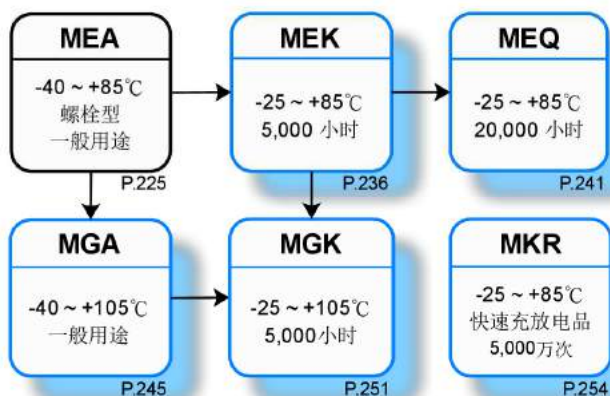 MEA
-40 ~ +85℃
螺栓型
一般用途
P.225
MEK
-25 ~ +85℃
5,000 小时
P.236
MEQ
-25 ~ +85℃
20,000 小时
P.241
MGA
-40 ~ +105℃
一般用途
P.245
MGK
-25 ~ +105℃
5,000小时
P.251
MKR
-25 ~ +85℃
快速充放电品
5,000万次
P.254